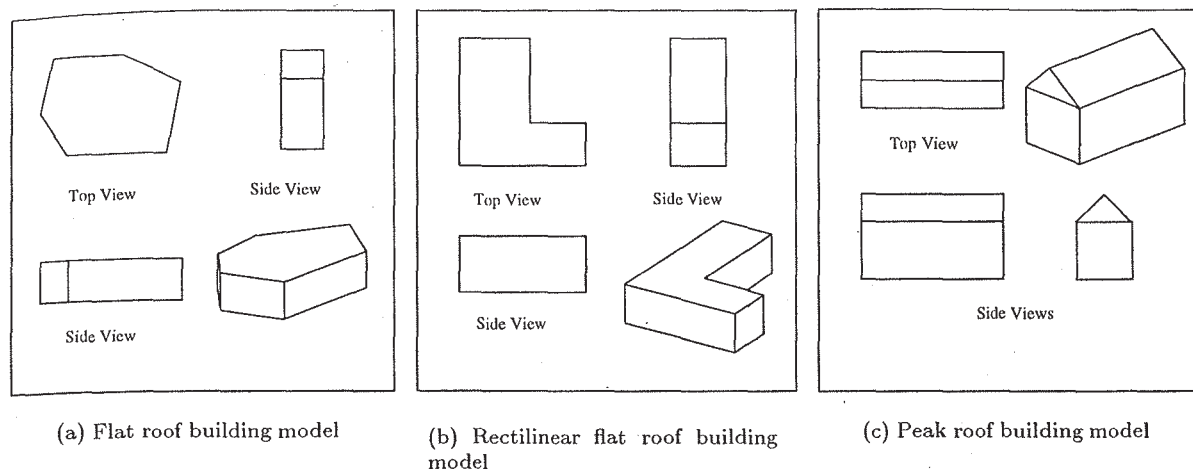 Top View
Side View
Side View
(a) Flat roof building model
Top View
Side View
Side View
(b) Rectilinear flat roof building
model
Top View
Side Views
(c) Peak roof building model